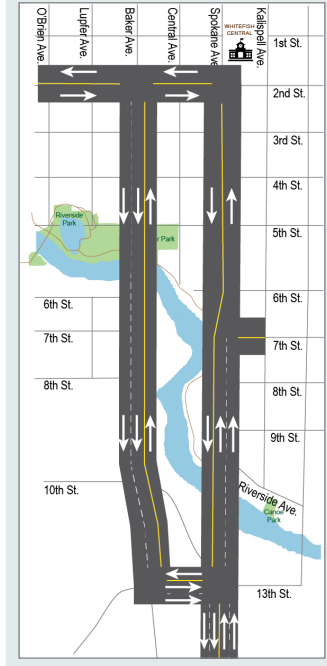 O'Brien Ave.
Lupfer Ave.
Baker Ave.
Central Ave.
Spokane Ave.
Kalispell Ave.
WHITEFISH
CENTRAL
1st St.
2nd St.
3rd St.
4th St.
Riverside
Park
5th St.
r Park
6th St.
6th St.
7th St.
7th St.
8th St.
8th St.
9th St.
10th St.
Riverside Ave.
Canoe
Park
13th St.